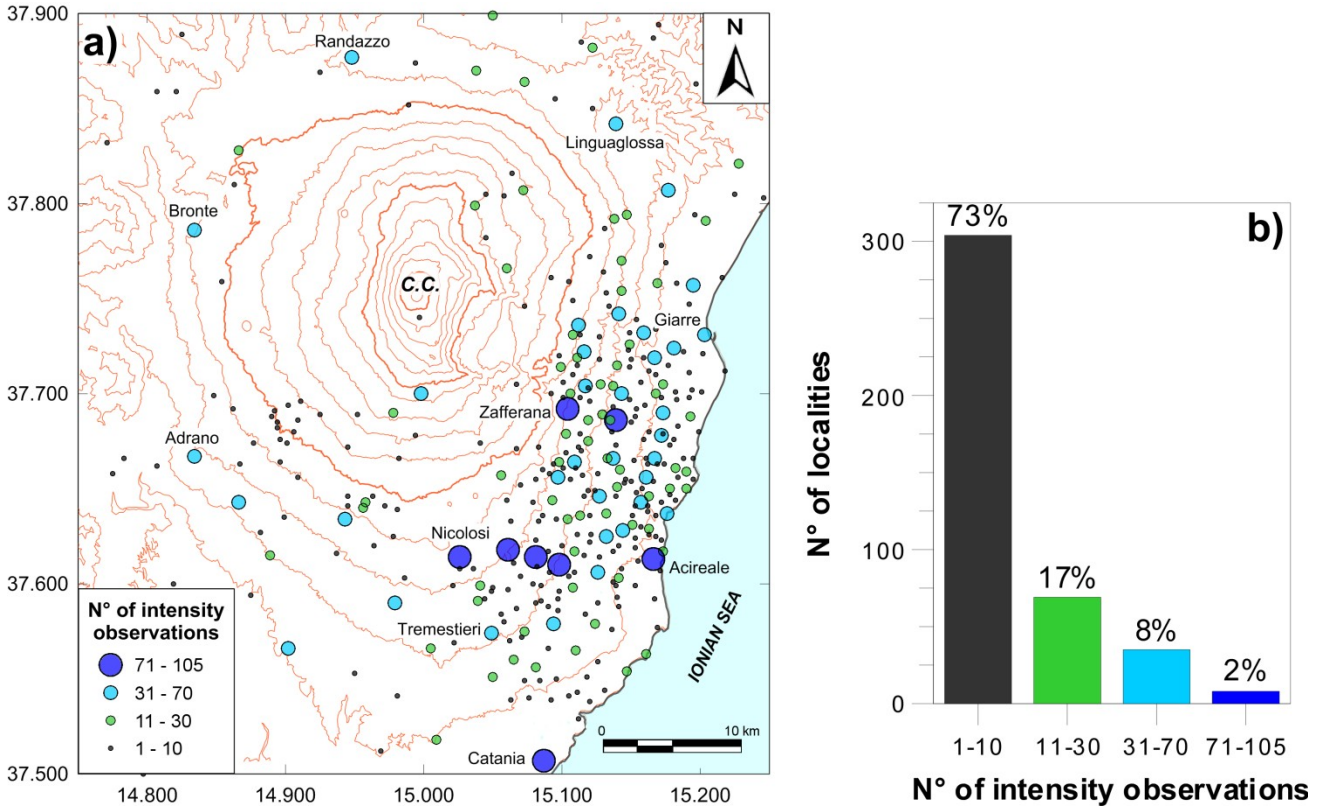 a)
N
37.900
37.800
37.700
37.600
37.500
14.800
14.900
15.000
15.100
15.200
Randazzo
Linguaglossa
Bronte
C.C.
Giarre
Zafferana
Adrano
Nicolosi
Acireale
Tremestieri
Catania
IONIAN SEA
N° of intensity
observations
71 - 105
31 - 70
11 - 30
1 - 10
0 10 km
b)
N° of localities
300
200
100
0
73%
17%
8%
2%
1-10 11-30 31-70 71-105
N° of intensity observations